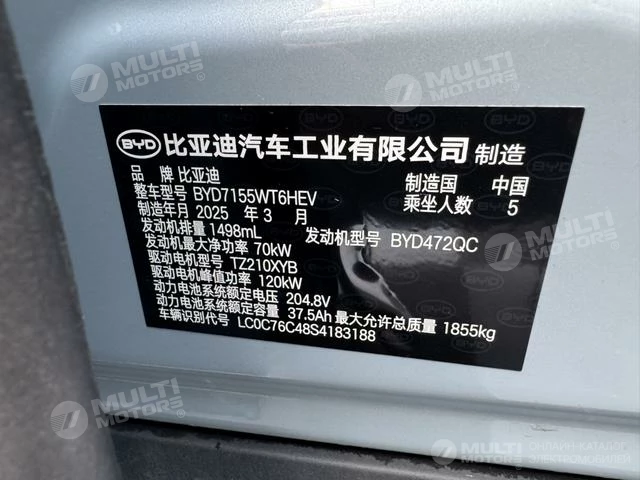 MULTI MOTORS®
MULTI MOTORS
BYD 比亚迪汽车工业有限公司 制造
品 牌 比亚迪
制造国 中国
整车型号 BYD7155WT6HEV
乘坐人数 5
制造年月 2025 年 3 月
发动机排量 1498mL
发动机型号 BYD472QC
发动机最大净功率 70kW
驱动电机型号 TZ210XYB
驱动电机峰值功率 120kW
动力电池系统额定电压 204.8V
动力电池系统额定容量 37.5Ah 最大允许总质量 1855kg
车辆识别代号 LC0C76C48S4183188
MULTI MOTORS®
MULTI MOTORS
MULTI MOTORS®
MULTI
ОНЛАЙН-КАТАЛОГ
ЭЛЕКТРОМОБИЛЕЙ